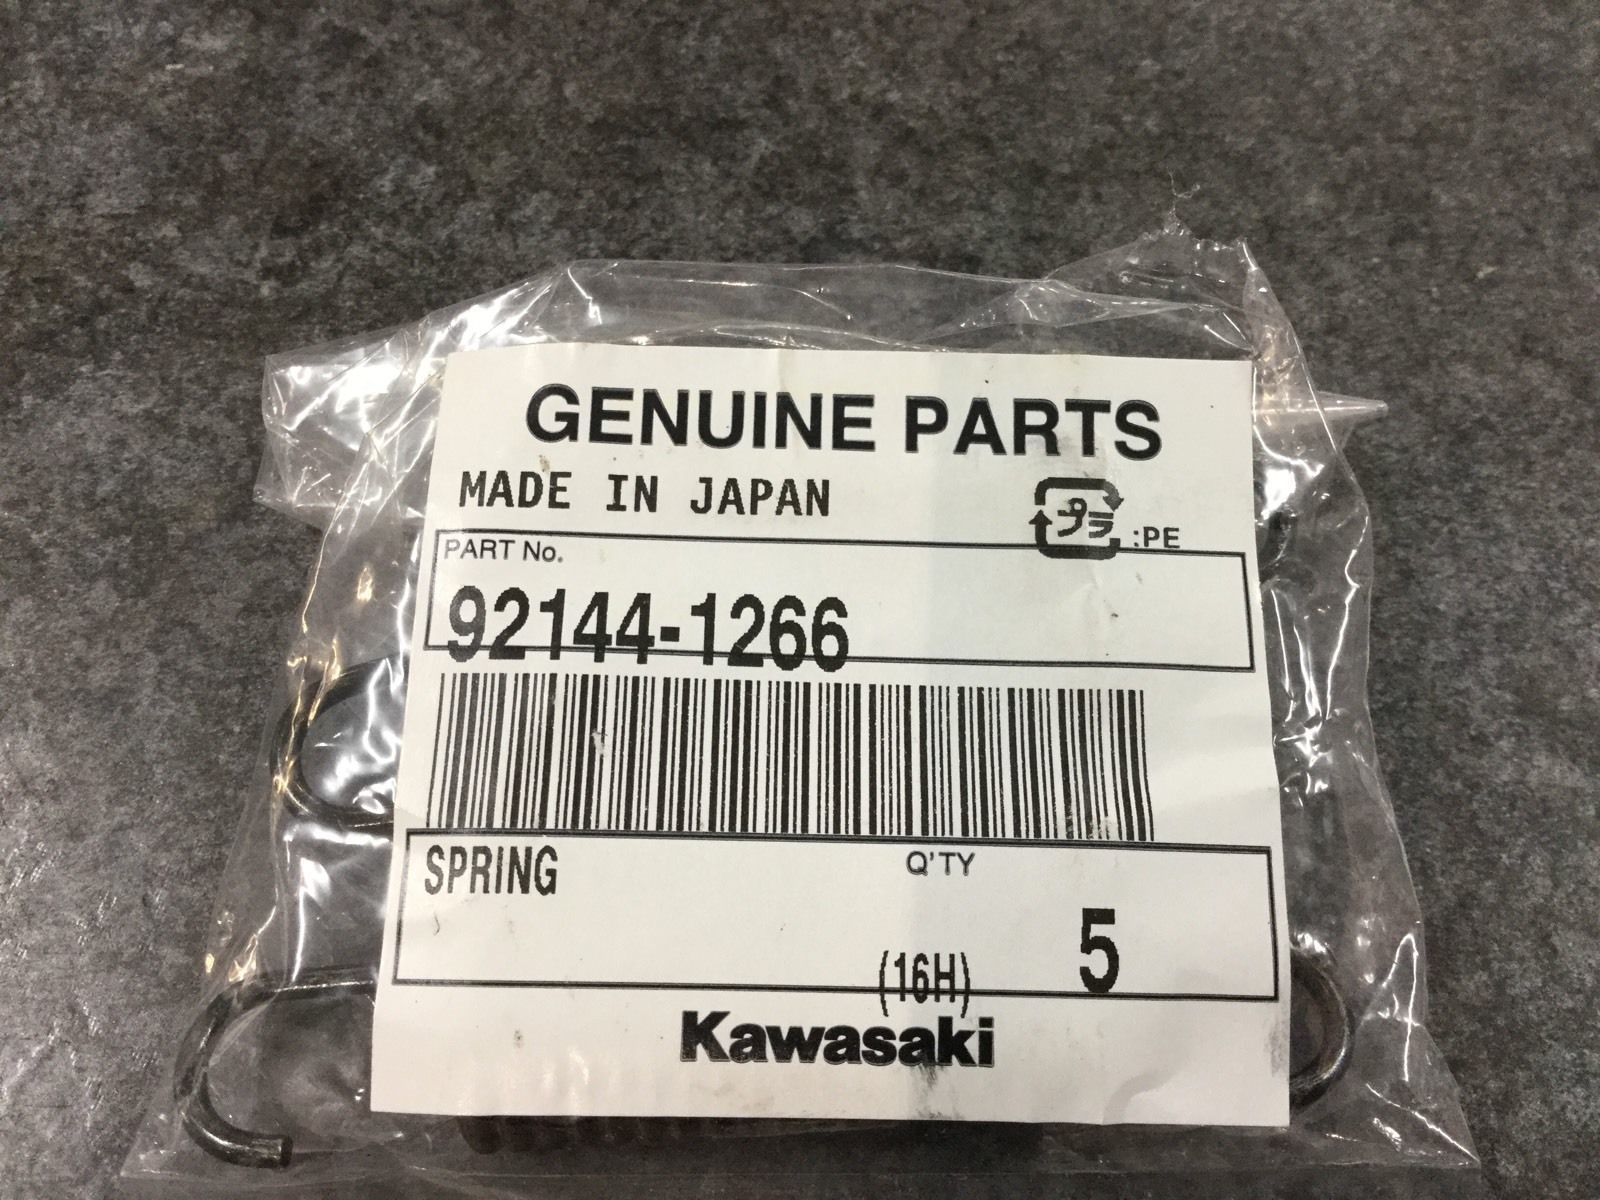 GENUINE PARTS
MADE IN JAPAN
プラ :PE
PART No.
92144-1266
SPRING
Q'TY
5
(16H)
Kawasaki